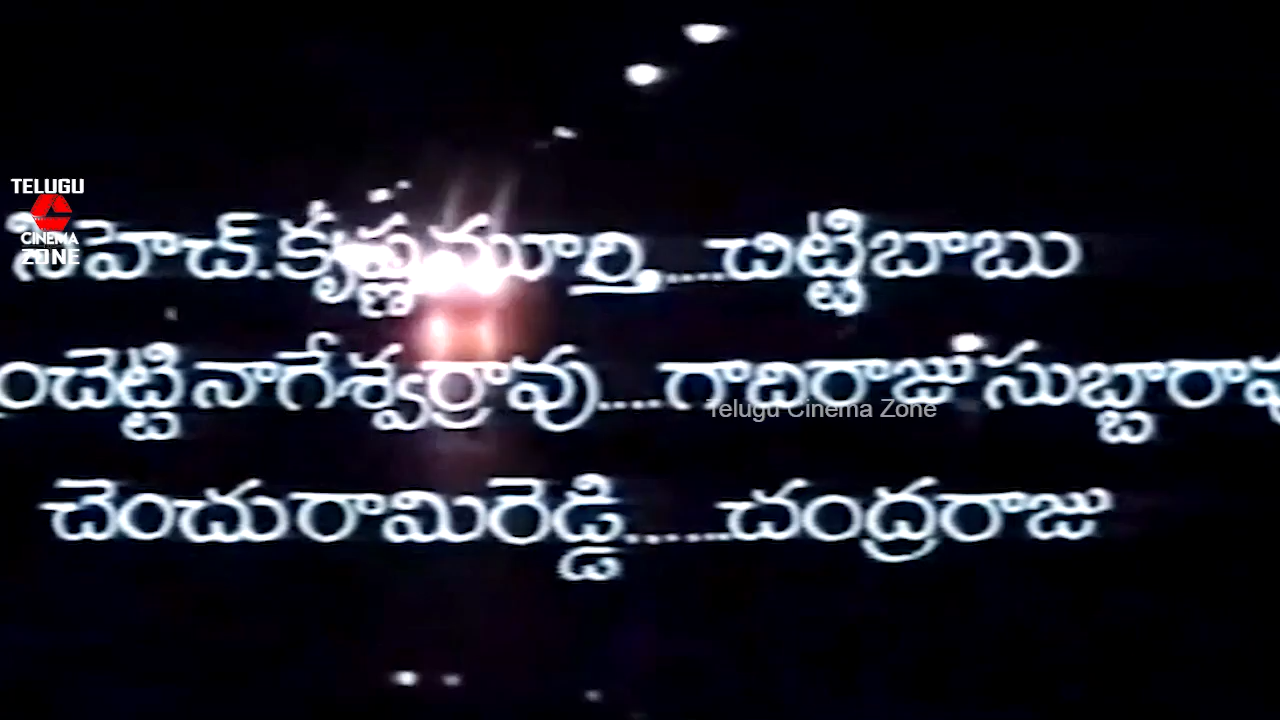 TELUGU
CINEMA
ZONE
సిహెచ్.కృష్ణమూర్తి....చిట్టిబాబు
నాగేశ్వర్రావు....గాదిరాజు సుబ్బారావు
Telugu Cinema Zone
చెంచురామిరెడ్డి.....చంద్రరాజు